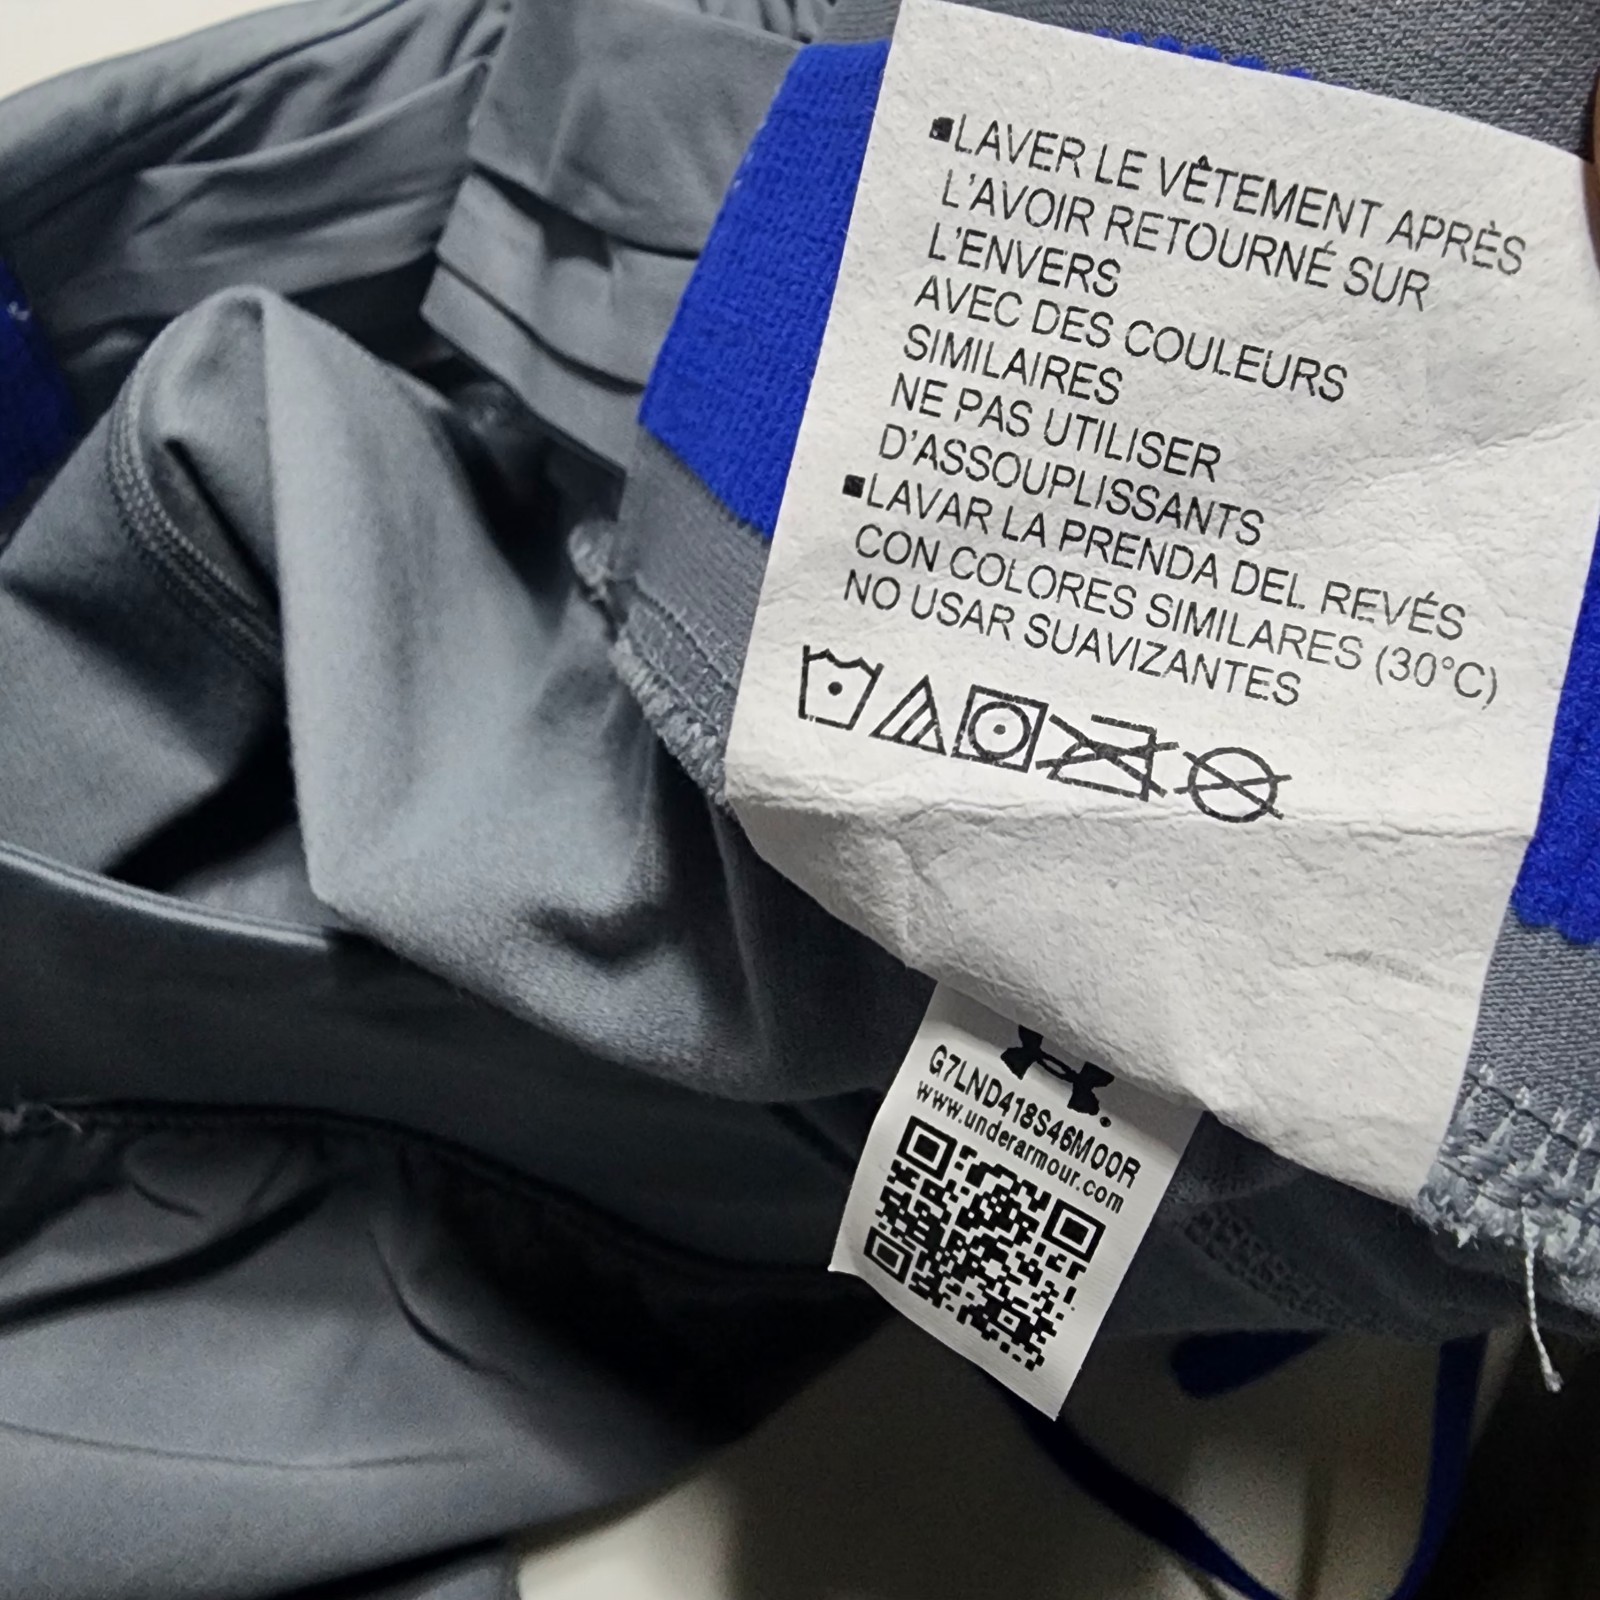 ▪LAVER LE VÊTEMENT APRÈS
L'AVOIR RETOURNÉ SUR
L'ENVERS
AVEC DES COULEURS
SIMILAIRES
NE PAS UTILISER
D'ASSOUPLISSANTS
▪LAVAR LA PRENDA DEL REVÉS
CON COLORES SIMILARES (30°C)
NO USAR SUAVIZANTES
G7LND418S46M00R
www.underarmour.com